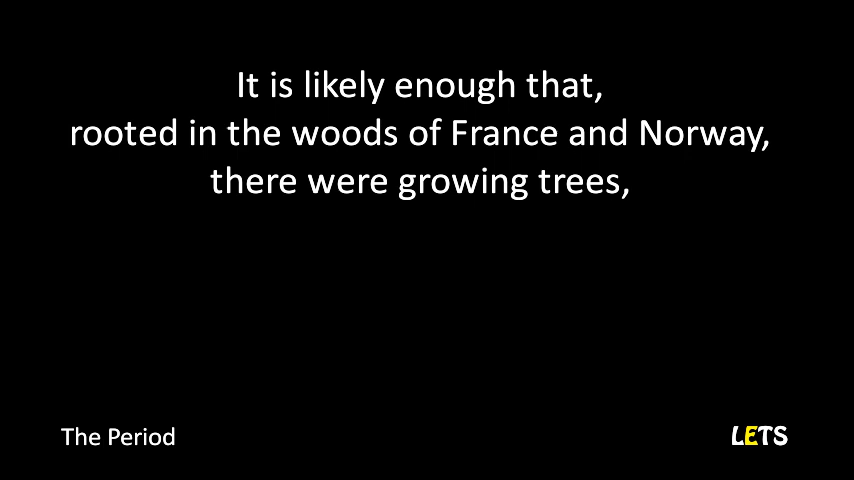 It is likely enough that,
rooted in the woods of France and Norway,
there were growing trees,
The Period
LETS